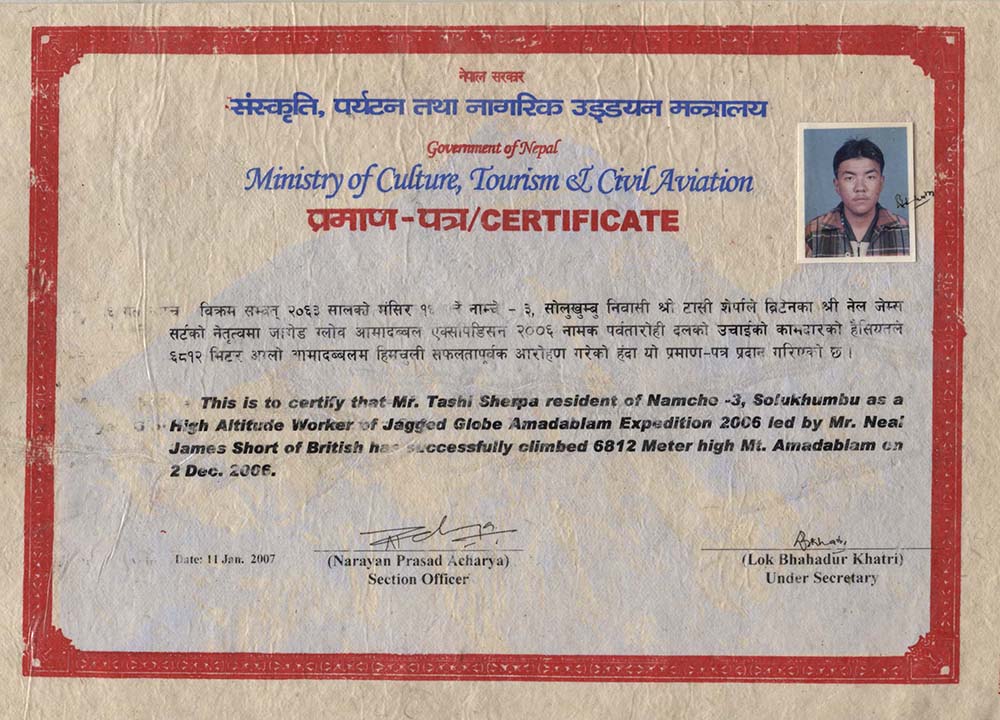 नेपाल सरकार
संस्कृति, पर्यटन तथा नागरिक उड्डयन मन्त्रालय
Government of Nepal
Ministry of Culture, Tourism & Civil Aviation
प्रमाण-पत्र/CERTIFICATE
विक्रम सम्वत् २०६३ सालको मंसिर १६ नाम्चे - ३, सोलुखुम्बु निवासी श्री टासी शेर्पाले ब्रिटेनका श्री नेल जेम्स
सर्टको नेतृत्वमा जागेड ग्लोव आमादब्लम एक्सपिडिसन २००६ नामक पर्वतारोही दलको उचाईको कामदारको हैसियतले
६८१२ मिटर अग्लो आमादब्लम हिमचुली सफलतापूर्वक आरोहण गरेको हुंदा यो प्रमाण-पत्र प्रदान गरिएको छ ।
This is to certify that Mr. Tashi Sherpa resident of Namche -3, Solukhumbu as a
High Altitude Worker of Jagged Globe Amadablam Expedition 2006 led by Mr. Neal
James Short of British has successfully climbed 6812 Meter high Mt. Amadablam on
2 Dec. 2006.
Date: 11 Jan. 2007
(Narayan Prasad Acharya)
Section Officer
(Lok Bhahadur Khatri)
Under Secretary